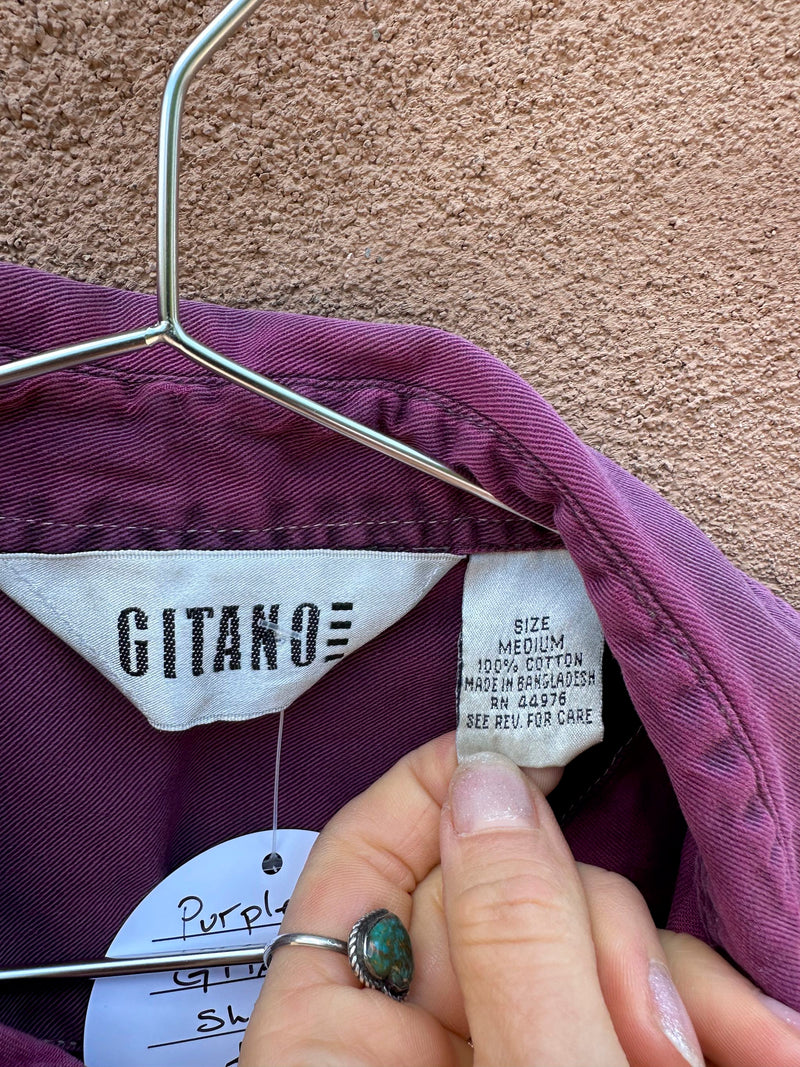 GITANO
SIZE
MEDIUM
100% COTTON
MADE IN BANGLADESH
RN 44976
SEE REV. FOR CARE
Purple